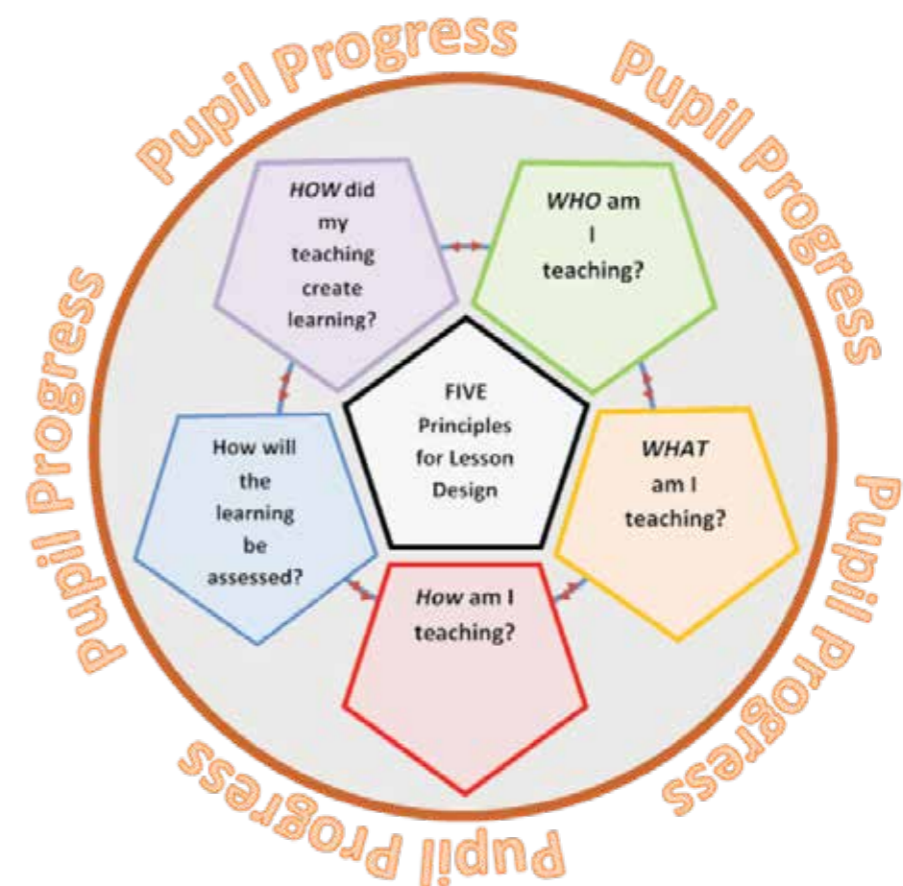 Pupil Progress
Pupil Progress
HOW did
my
teaching
create
learning?
WHO am
I
teaching?
FIVE
Principles
for Lesson
Design
How will
the
learning
be
assessed?
WHAT
am I
teaching?
How am I
teaching?
Pupil Progress
Pupil Progress
Pupil Progress